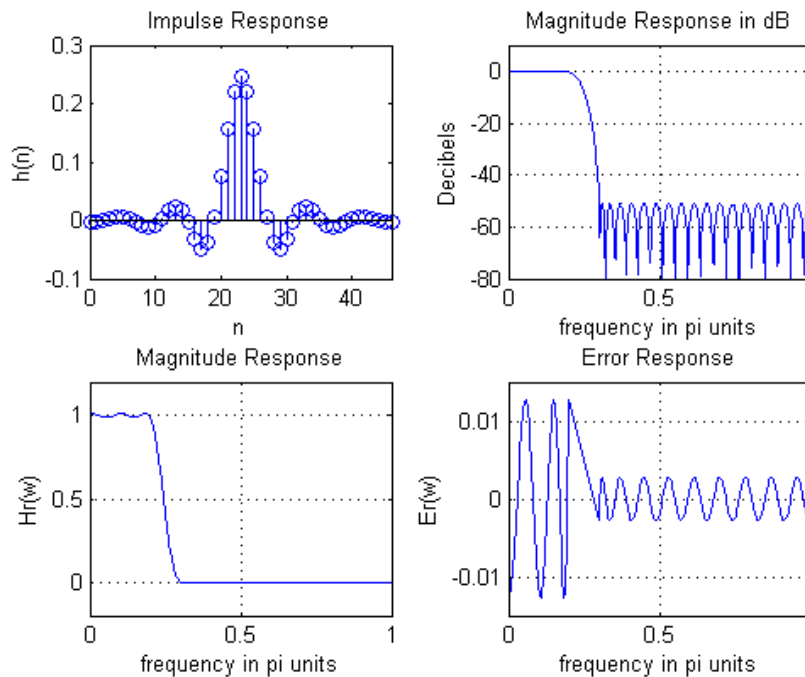 Impulse Response
0.3
0.2
0.1
0
-0.1
h(n)
0 10 20 30 40
n
Magnitude Response in dB
0
-20
-40
-60
-80
Decibels
0 0.5
frequency in pi units
Magnitude Response
1
0.5
0
Hr(w)
0 0.5 1
frequency in pi units
Error Response
0.01
0
-0.01
Er(w)
0 0.5
frequency in pi units